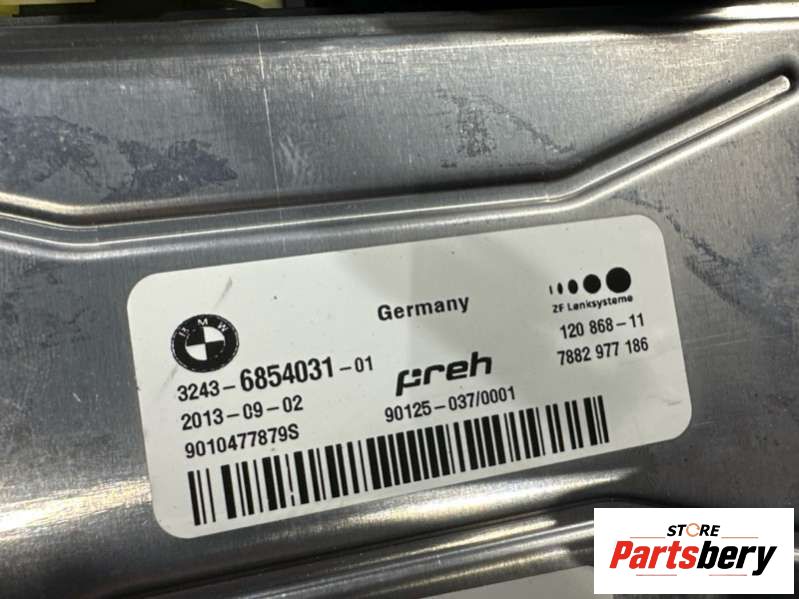 Germany
ZF Lenksysteme
BMW
120 868-11
7882 977 186
3243-6854031-01
preh
2013-09-02
90125-037/0001
9010477879S
STORE
Partsbery